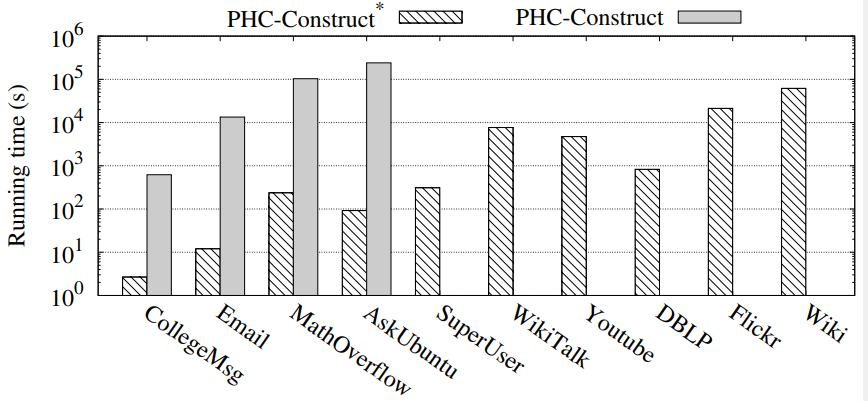 PHC-Construct* PHC-Construct
Running time (s)
10^6
10^5
10^4
10^3
10^2
10^1
10^0
CollegeMsg
Email
MathOverflow
AskUbuntu
SuperUser
WikiTalk
Youtube
DBLP
Flickr
Wiki